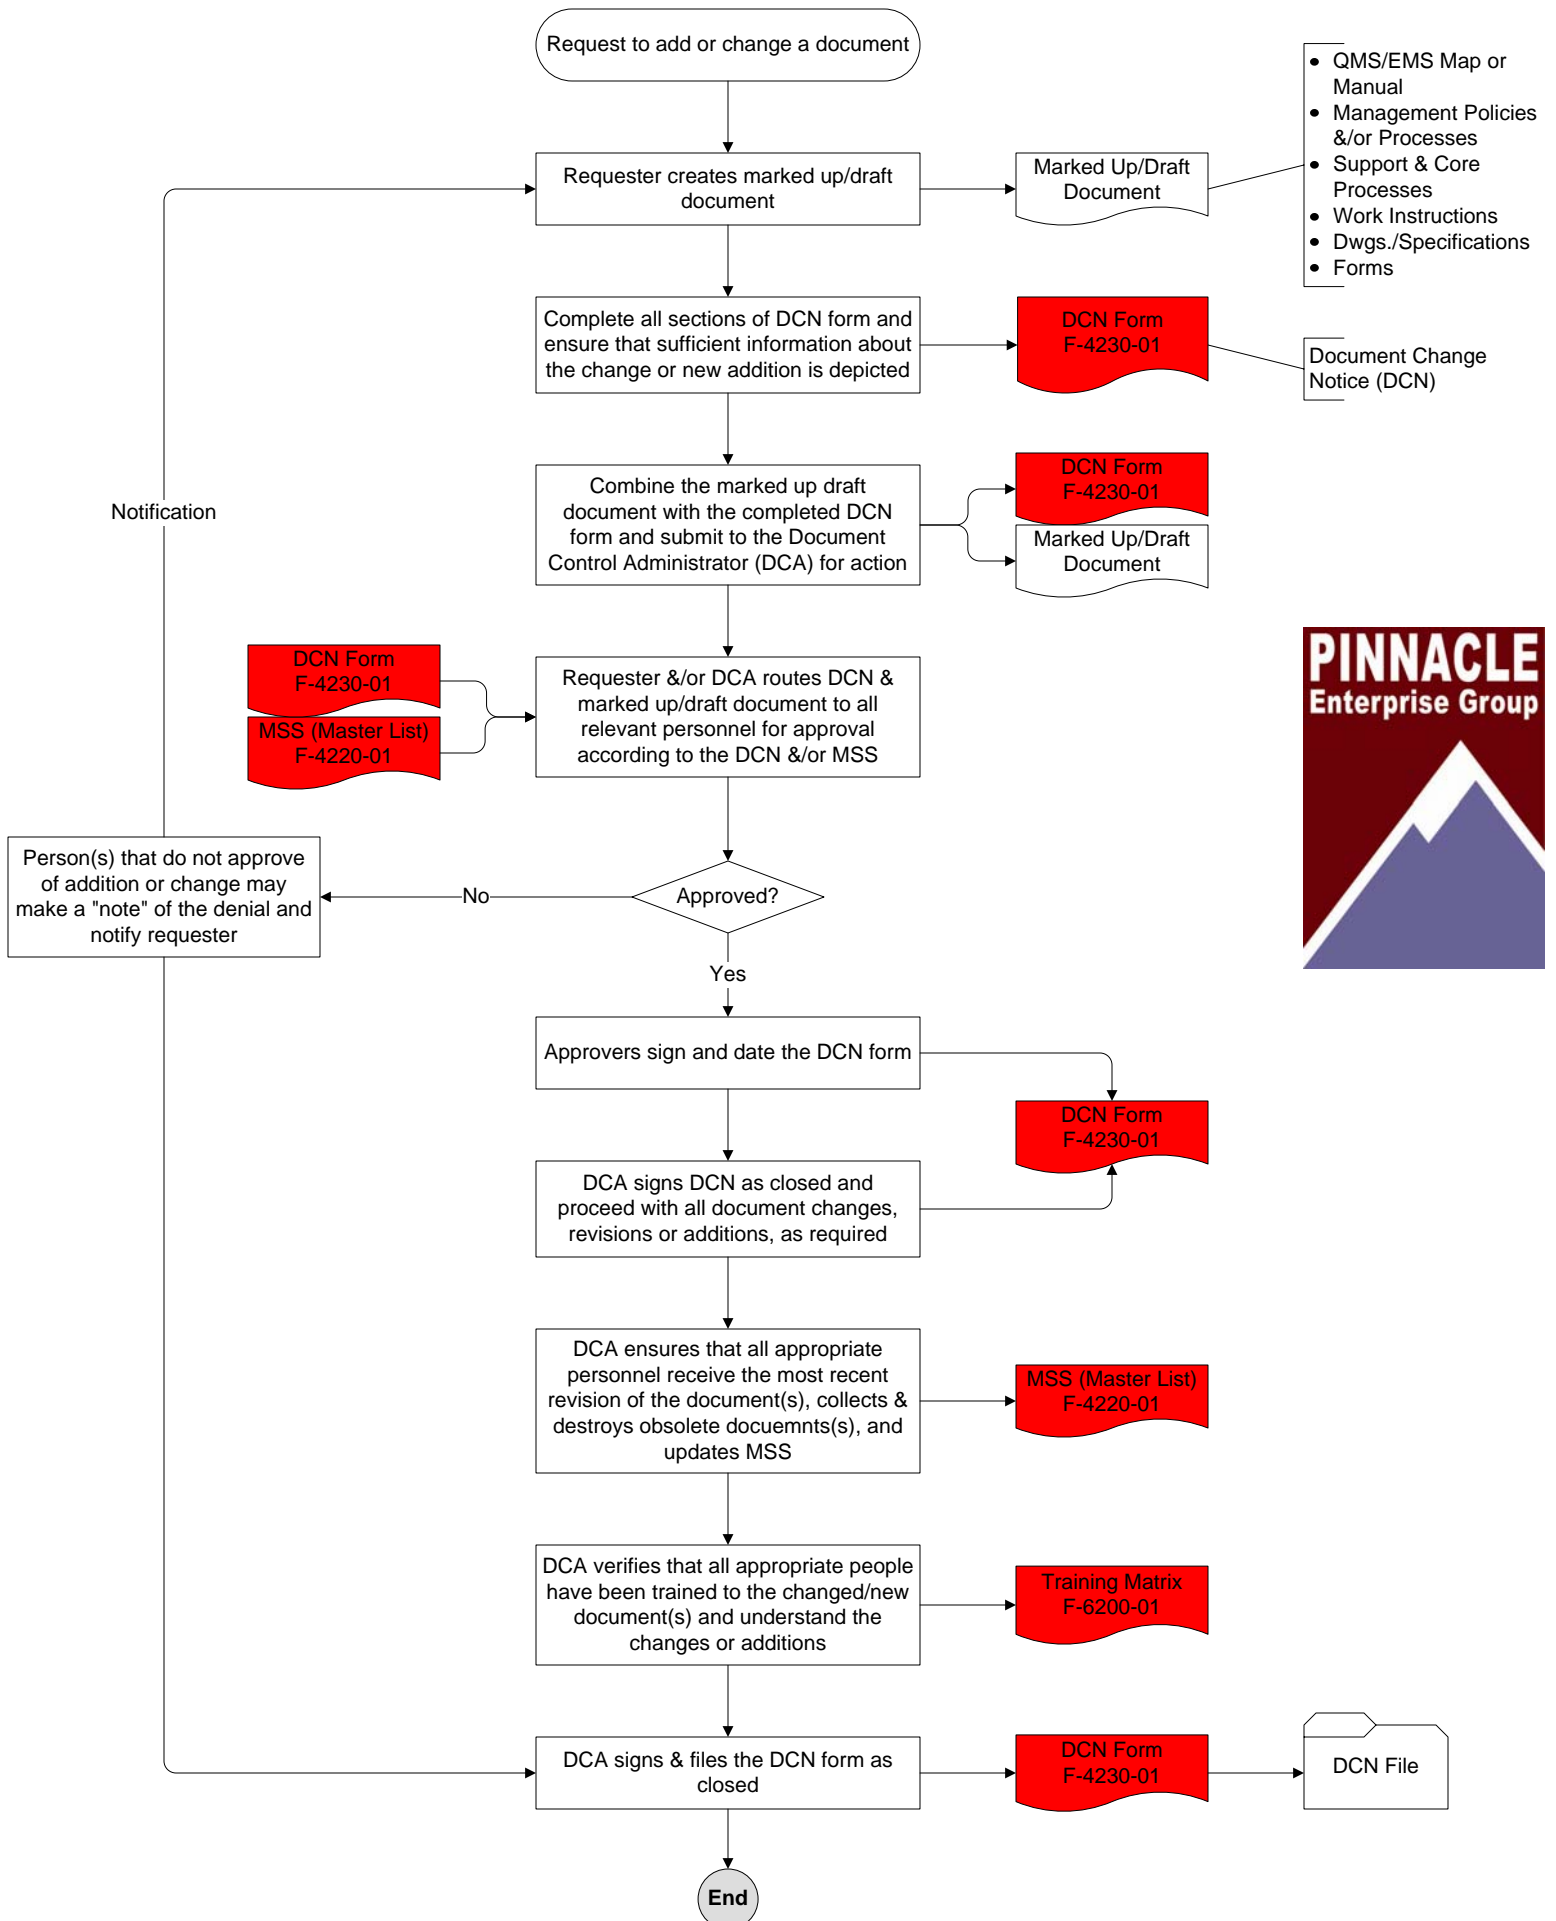 Request to add or change a document
• QMS/EMS Map or
Manual
• Management Policies
&/or Processes
• Support & Core
Processes
• Work Instructions
• Dwgs./Specifications
• Forms
Requester creates marked up/draft
document
Marked Up/Draft
Document
Complete all sections of DCN form and
ensure that sufficient information about
the change or new addition is depicted
DCN Form
F-4230-01
Document Change
Notice (DCN)
Notification
Combine the marked up draft
document with the completed DCN
form and submit to the Document
Control Administrator (DCA) for action
DCN Form
F-4230-01
Marked Up/Draft
Document
DCN Form
F-4230-01
MSS (Master List)
F-4220-01
Requester &/or DCA routes DCN &
marked up/draft document to all
relevant personnel for approval
according to the DCN &/or MSS
PINNACLE
Enterprise Group
Person(s) that do not approve
of addition or change may
make a "note" of the denial and
notify requester
No
Approved?
Yes
Approvers sign and date the DCN form
DCN Form
F-4230-01
DCA signs DCN as closed and
proceed with all document changes,
revisions or additions, as required
DCA ensures that all appropriate
personnel receive the most recent
revision of the document(s), collects &
destroys obsolete docuemnts(s), and
updates MSS
MSS (Master List)
F-4220-01
DCA verifies that all appropriate people
have been trained to the changed/new
document(s) and understand the
changes or additions
Training Matrix
F-6200-01
DCA signs & files the DCN form as
closed
DCN Form
F-4230-01
DCN File
End